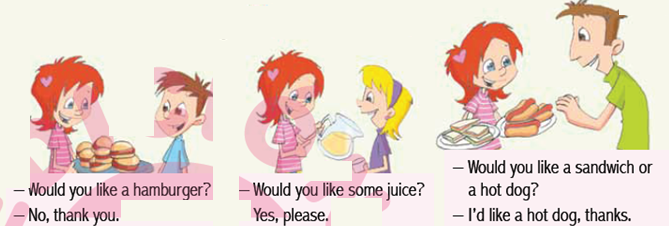 – Would you like a hamburger?
– No, thank you.
– Would you like some juice?
Yes, please.
– Would you like a sandwich or
a hot dog?
– I'd like a hot dog, thanks.